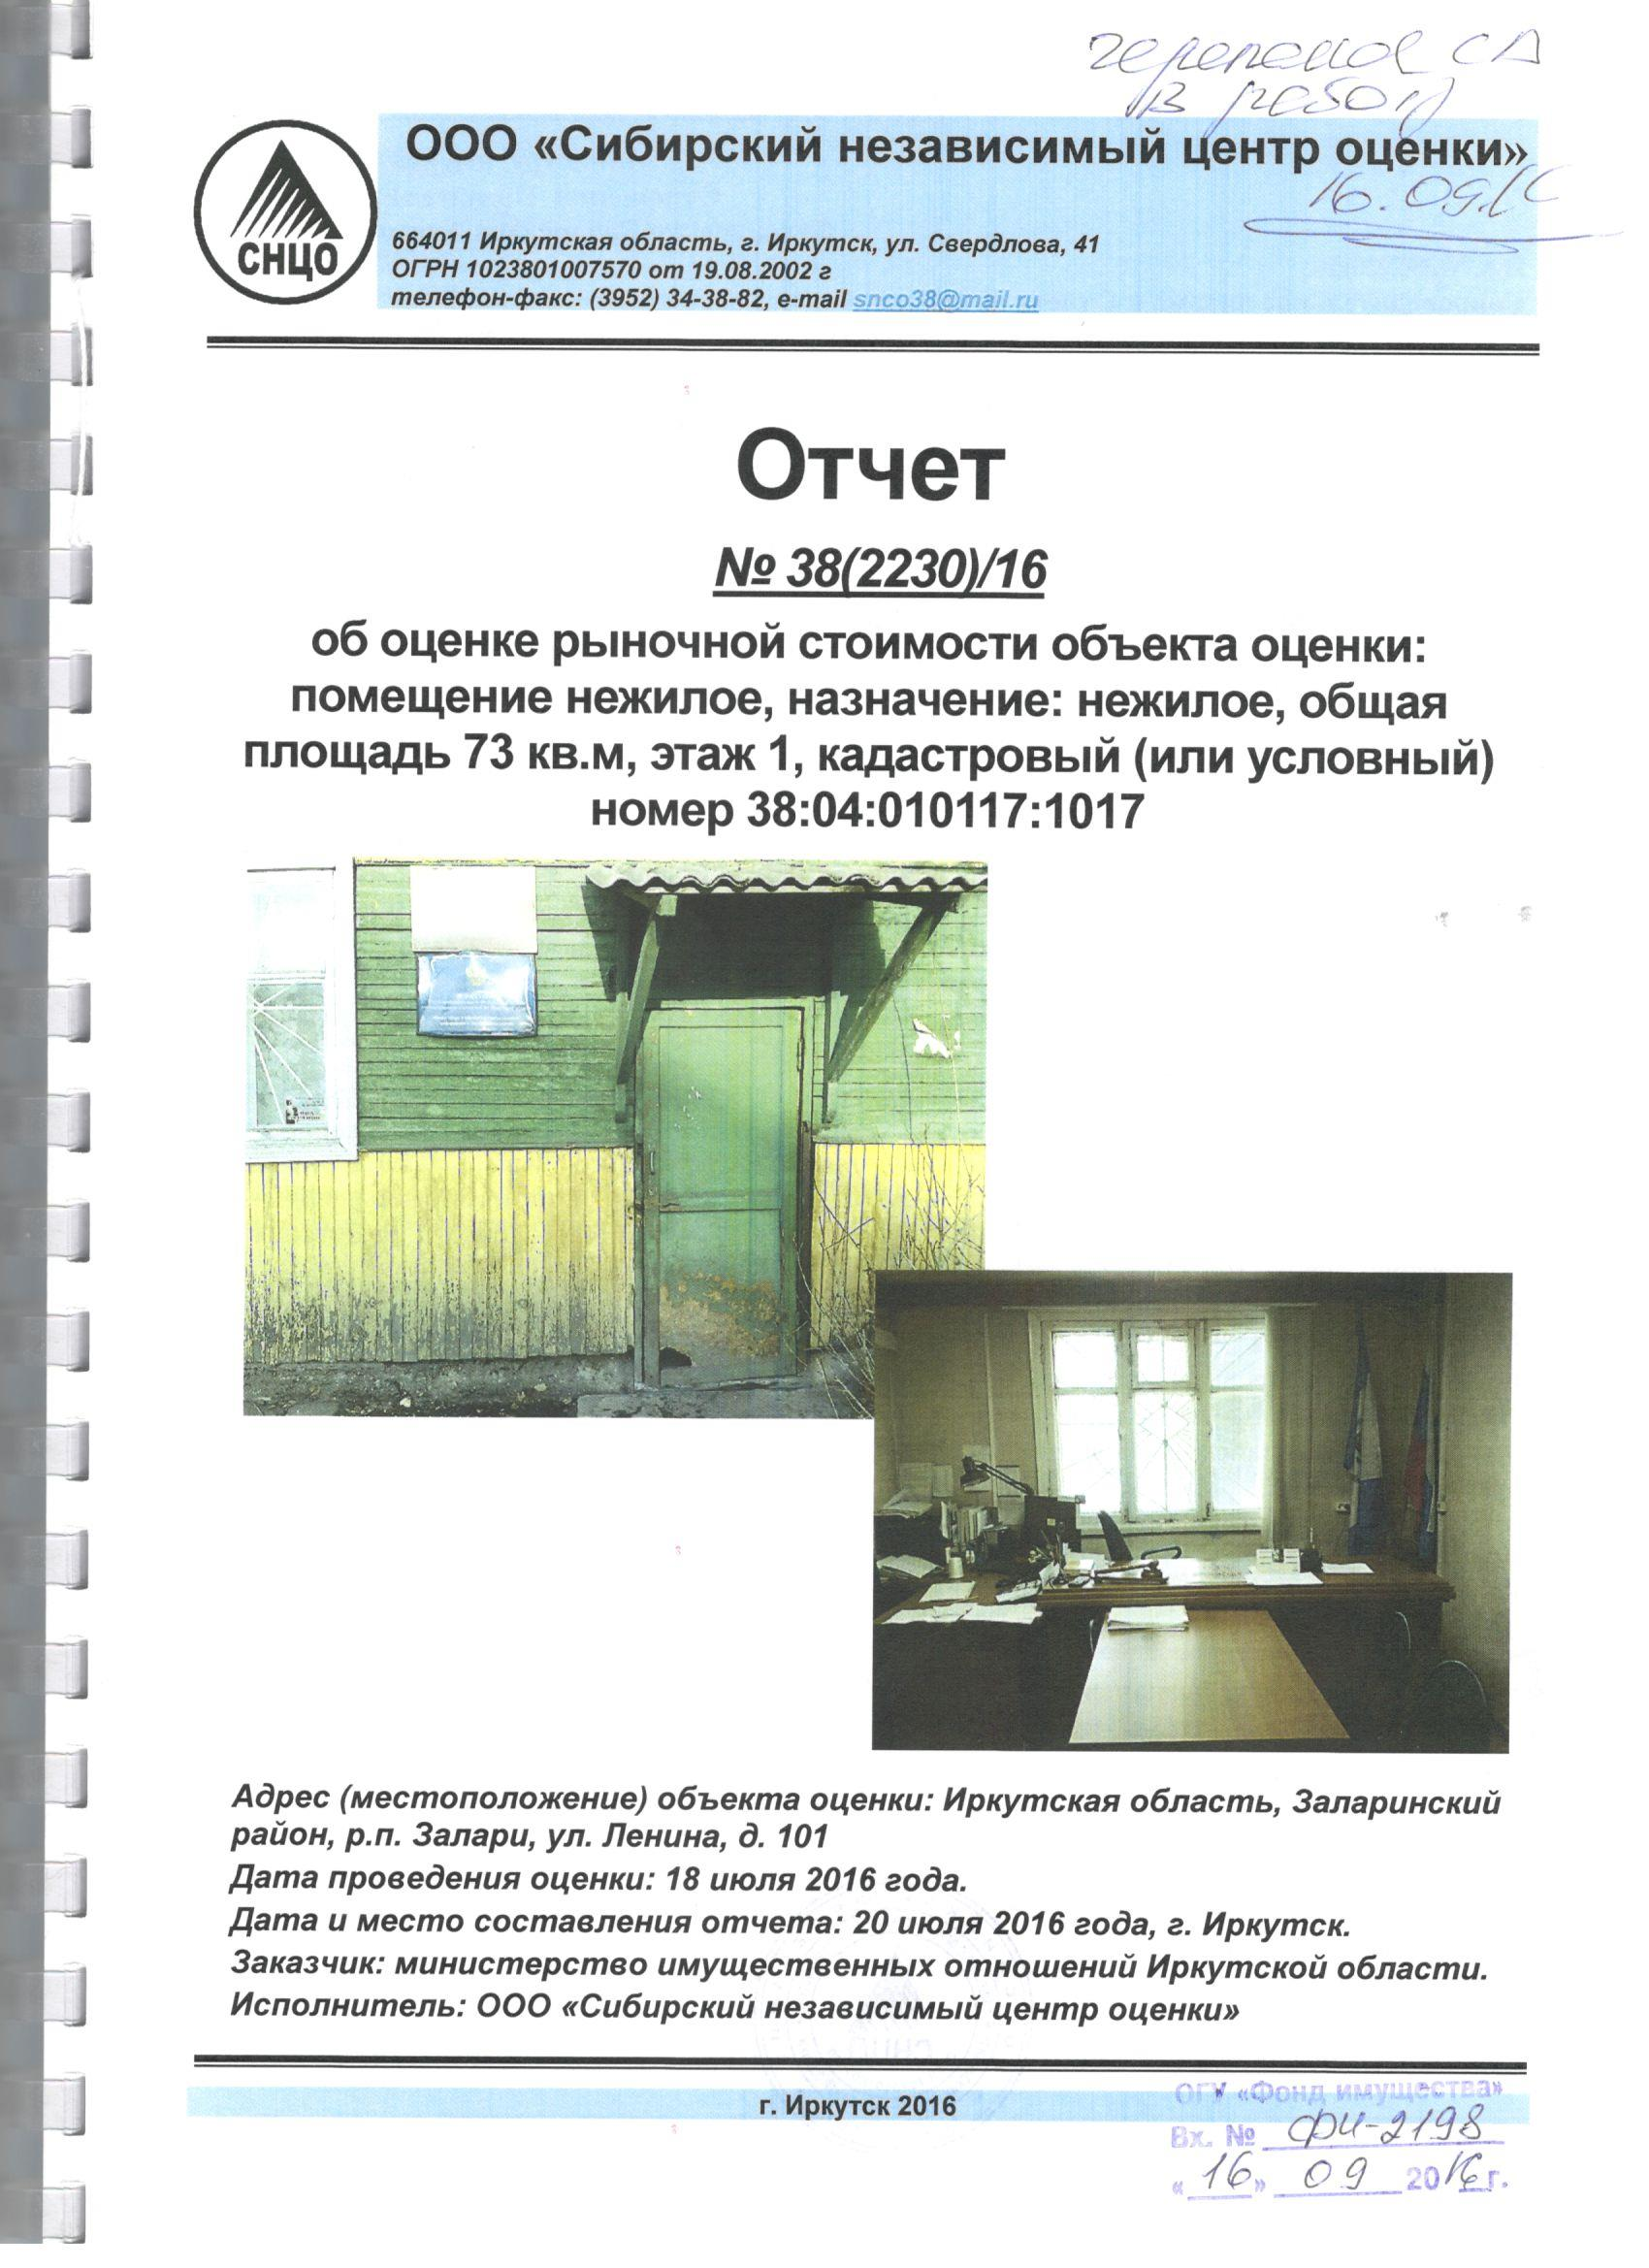 в работу
ООО «Сибирский независимый центр оценки»
16.09.16
СНЦО
664011 Иркутская область, г. Иркутск, ул. Свердлова, 41
ОГРН 1023801007570 от 19.08.2002 г
телефон-факс: (3952) 34-38-82, e-mail snco38@mail.ru
Отчет
№ 38(2230)/16
об оценке рыночной стоимости объекта оценки:
помещение нежилое, назначение: нежилое, общая
площадь 73 кв.м, этаж 1, кадастровый (или условный)
номер 38:04:010117:1017
Адрес (местоположение) объекта оценки: Иркутская область, Заларинский
район, р.п. Залари, ул. Ленина, д. 101
Дата проведения оценки: 18 июля 2016 года.
Дата и место составления отчета: 20 июля 2016 года, г. Иркутск.
Заказчик: министерство имущественных отношений Иркутской области.
Исполнитель: ООО «Сибирский независимый центр оценки»
г. Иркутск 2016
ОГУ «Фонд имущества»
Вх. № ФИ-2198
«16» 09 2016 г.